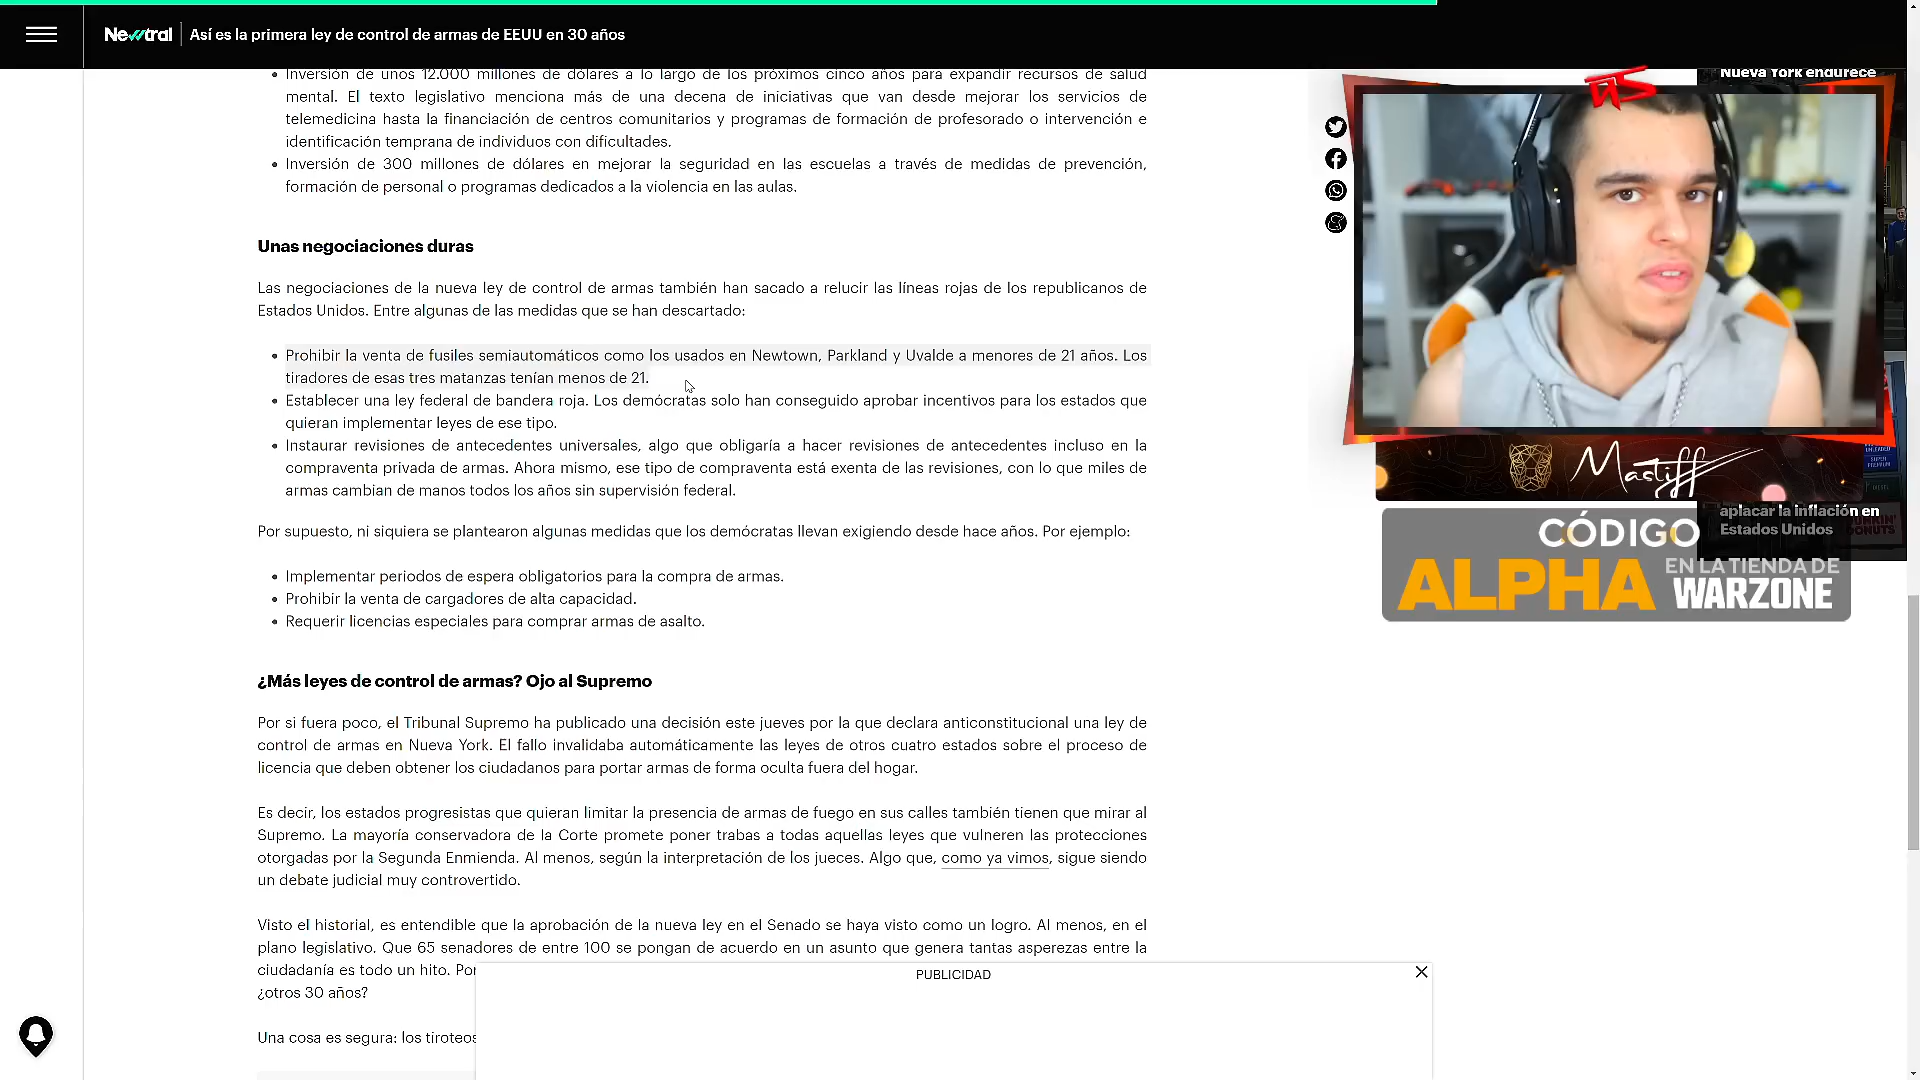 Newtral
Así es la primera ley de control de armas de EEUU en 30 años
Inversión de unos 12.000 millones de dólares a lo largo de los próximos cinco años para expandir recursos de salud
mental. El texto legislativo menciona más de una decena de iniciativas que van desde mejorar los servicios de
telemedicina hasta la financiación de centros comunitarios y programas de formación de profesorado o intervención e
identificación temprana de individuos con dificultades.
Inversión de 300 millones de dólares en mejorar la seguridad en las escuelas a través de medidas de prevención,
formación de personal o programas dedicados a la violencia en las aulas.
Unas negociaciones duras
Las negociaciones de la nueva ley de control de armas también han sacado a relucir las líneas rojas de los republicanos de
Estados Unidos. Entre algunas de las medidas que se han descartado:
Prohibir la venta de fusiles semiautomáticos como los usados en Newtown, Parkland y Uvalde a menores de 21 años. Los
tiradores de esas tres matanzas tenían menos de 21.
Establecer una ley federal de bandera roja. Los demócratas solo han conseguido aprobar incentivos para los estados que
quieran implementar leyes de ese tipo.
Instaurar revisiones de antecedentes universales, algo que obligaría a hacer revisiones de antecedentes incluso en la
compraventa privada de armas. Ahora mismo, ese tipo de compraventa está exenta de las revisiones, con lo que miles de
armas cambian de manos todos los años sin supervisión federal.
Por supuesto, ni siquiera se plantearon algunas medidas que los demócratas llevan exigiendo desde hace años. Por ejemplo:
Implementar periodos de espera obligatorios para la compra de armas.
Prohibir la venta de cargadores de alta capacidad.
Requerir licencias especiales para comprar armas de asalto.
¿Más leyes de control de armas? Ojo al Supremo
Por si fuera poco, el Tribunal Supremo ha publicado una decisión este jueves por la que declara anticonstitucional una ley de
control de armas en Nueva York. El fallo invalidaba automáticamente las leyes de otros cuatro estados sobre el proceso de
licencia que deben obtener los ciudadanos para portar armas de forma oculta fuera del hogar.
Es decir, los estados progresistas que quieran limitar la presencia de armas de fuego en sus calles también tienen que mirar al
Supremo. La mayoría conservadora de la Corte promete poner trabas a todas aquellas leyes que vulneren las protecciones
otorgadas por la Segunda Enmienda. Al menos, según la interpretación de los jueces. Algo que, como ya vimos, sigue siendo
un debate judicial muy controvertido.
Visto el historial, es entendible que la aprobación de la nueva ley en el Senado se haya visto como un logro. Al menos, en el
plano legislativo. Que 65 senadores de entre 100 se pongan de acuerdo en un asunto que genera tantas asperezas entre la
ciudadanía es todo un hito. Por
¿otros 30 años?
Una cosa es segura: los tiroteos
PUBLICIDAD
Nueva York endurece
Mastiff
aplacar la inflación en
Estados Unidos
DONUTS
CÓDIGO
ALPHA
EN LA TIENDA DE
WARZONE